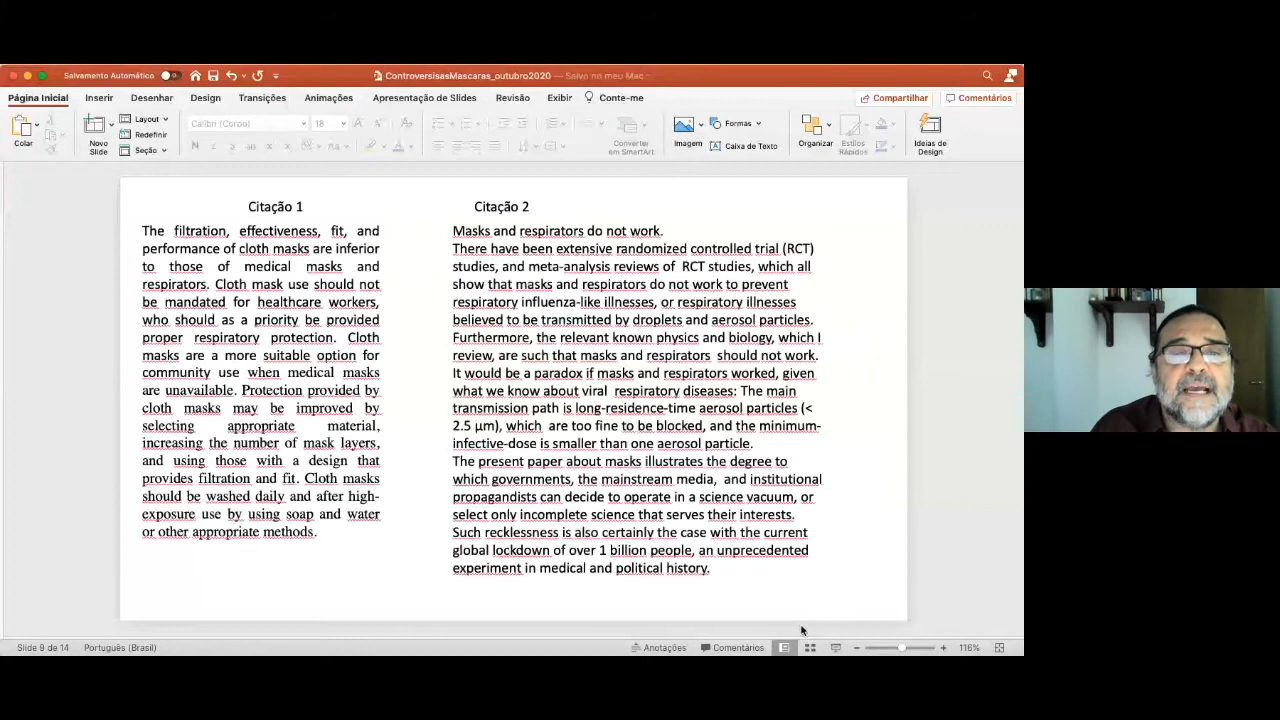 Salvamento Automático
ControversisasMascaras_outubro2020 — Salvo no meu Mac
Página Inicial Inserir Desenhar Design Transições Animações Apresentação de Slides Revisão Exibir Conte-me Compartilhar Comentários
Colar
Novo Slide
Layout
Redefinir
Seção
Calibri (Corpo) 18
Converter em SmartArt
Imagem
Formas
Caixa de Texto
Organizar
Estilos Rápidos
Ideias de Design
Citação 1
The filtration, effectiveness, fit, and
performance of cloth masks are inferior
to those of medical masks and
respirators. Cloth mask use should not
be mandated for healthcare workers,
who should as a priority be provided
proper respiratory protection. Cloth
masks are a more suitable option for
community use when medical masks
are unavailable. Protection provided by
cloth masks may be improved by
selecting appropriate material,
increasing the number of mask layers,
and using those with a design that
provides filtration and fit. Cloth masks
should be washed daily and after high-
exposure use by using soap and water
or other appropriate methods.
Citação 2
Masks and respirators do not work.
There have been extensive randomized controlled trial (RCT)
studies, and meta-analysis reviews of RCT studies, which all
show that masks and respirators do not work to prevent
respiratory influenza-like illnesses, or respiratory illnesses
believed to be transmitted by droplets and aerosol particles.
Furthermore, the relevant known physics and biology, which I
review, are such that masks and respirators should not work.
It would be a paradox if masks and respirators worked, given
what we know about viral respiratory diseases: The main
transmission path is long-residence-time aerosol particles (<
2.5 μm), which are too fine to be blocked, and the minimum-
infective-dose is smaller than one aerosol particle.
The present paper about masks illustrates the degree to
which governments, the mainstream media, and institutional
propagandists can decide to operate in a science vacuum, or
select only incomplete science that serves their interests.
Such recklessness is also certainly the case with the current
global lockdown of over 1 billion people, an unprecedented
experiment in medical and political history.
Slide 9 de 14 Português (Brasil) Anotações Comentários 116%